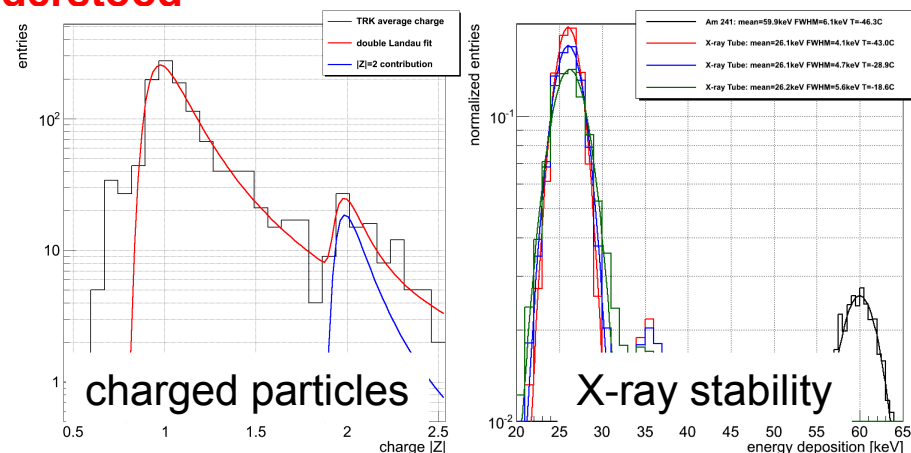 derstood
entries
TRK average charge
double Landau fit
|Z|=2 contribution
10²
10
1
charged particles
0.5 1 1.5 2 2.5
charge |Z|
normalized entries
Am 241: mean=59.9keV FWHM=6.1keV T=-46.3C
X-ray Tube: mean=26.1keV FWHM=4.1keV T=-43.0C
X-ray Tube: mean=26.1keV FWHM=4.7keV T=-28.9C
X-ray Tube: mean=26.2keV FWHM=5.6keV T=-18.6C
10⁻¹
10⁻²
X-ray stability
20 25 30 35 40 45 50 55 60 65
energy deposition [keV]